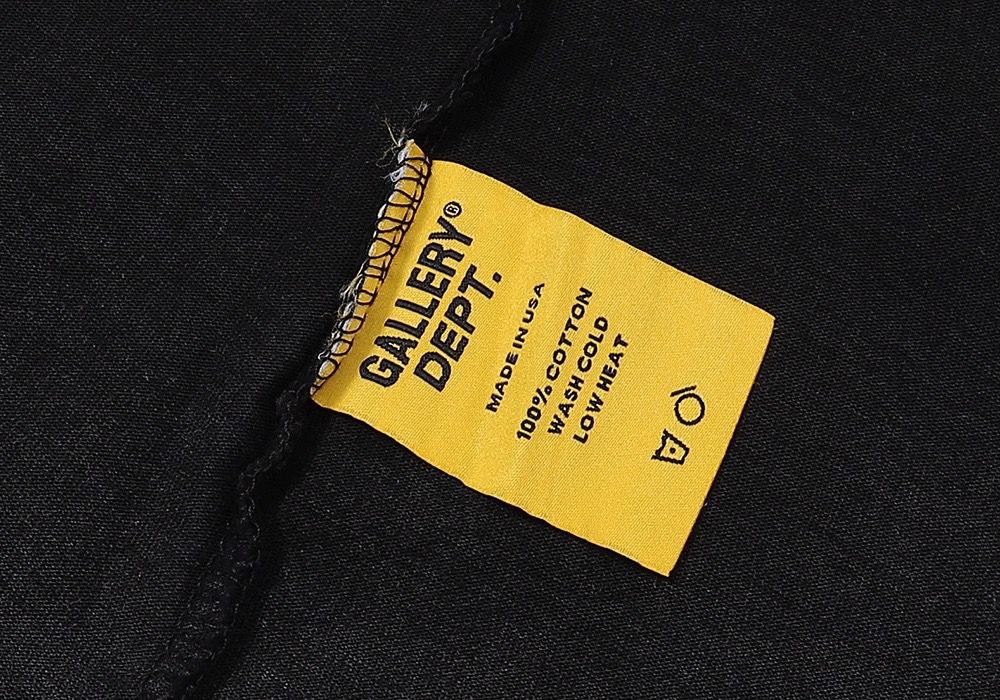 GALLERY®
DEPT.
MADE IN USA
100% COTTON
WASH COLD
LOW HEAT